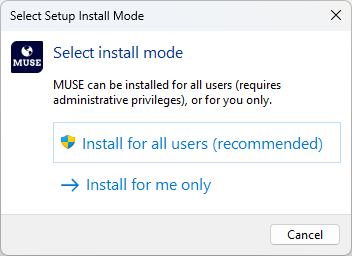 Select Setup Install Mode
MUSE
Select install mode
MUSE can be installed for all users (requires
administrative privileges), or for you only.
Install for all users (recommended)
Install for me only
Cancel